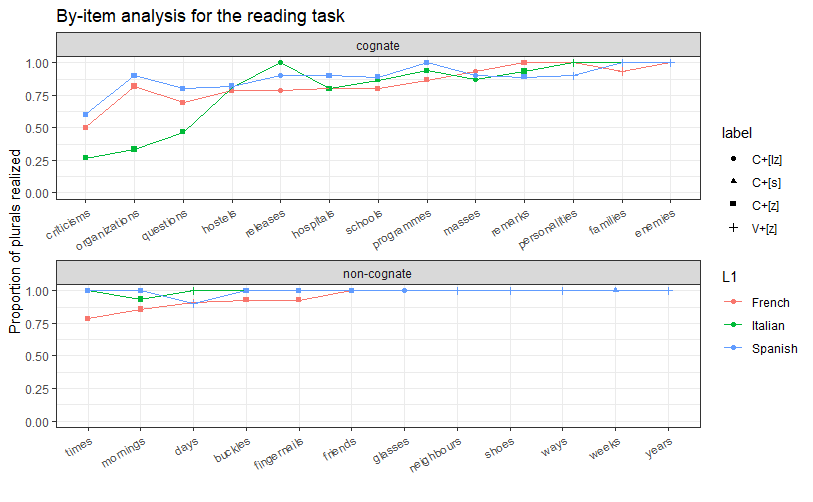 By-item analysis for the reading task
cognate
1.00
0.75
0.50
0.25
0.00
criticisms
organizations
questions
hostels
releases
hospitals
schools
programmes
masses
remarks
personalities
families
enemies
Proportion of plurals realized
non-cognate
1.00
0.75
0.50
0.25
0.00
times
mornings
days
buckles
fingernails
friends
glasses
neighbours
shoes
ways
weeks
years
label
C+[Iz]
C+[s]
C+[z]
V+[z]
L1
French
Italian
Spanish